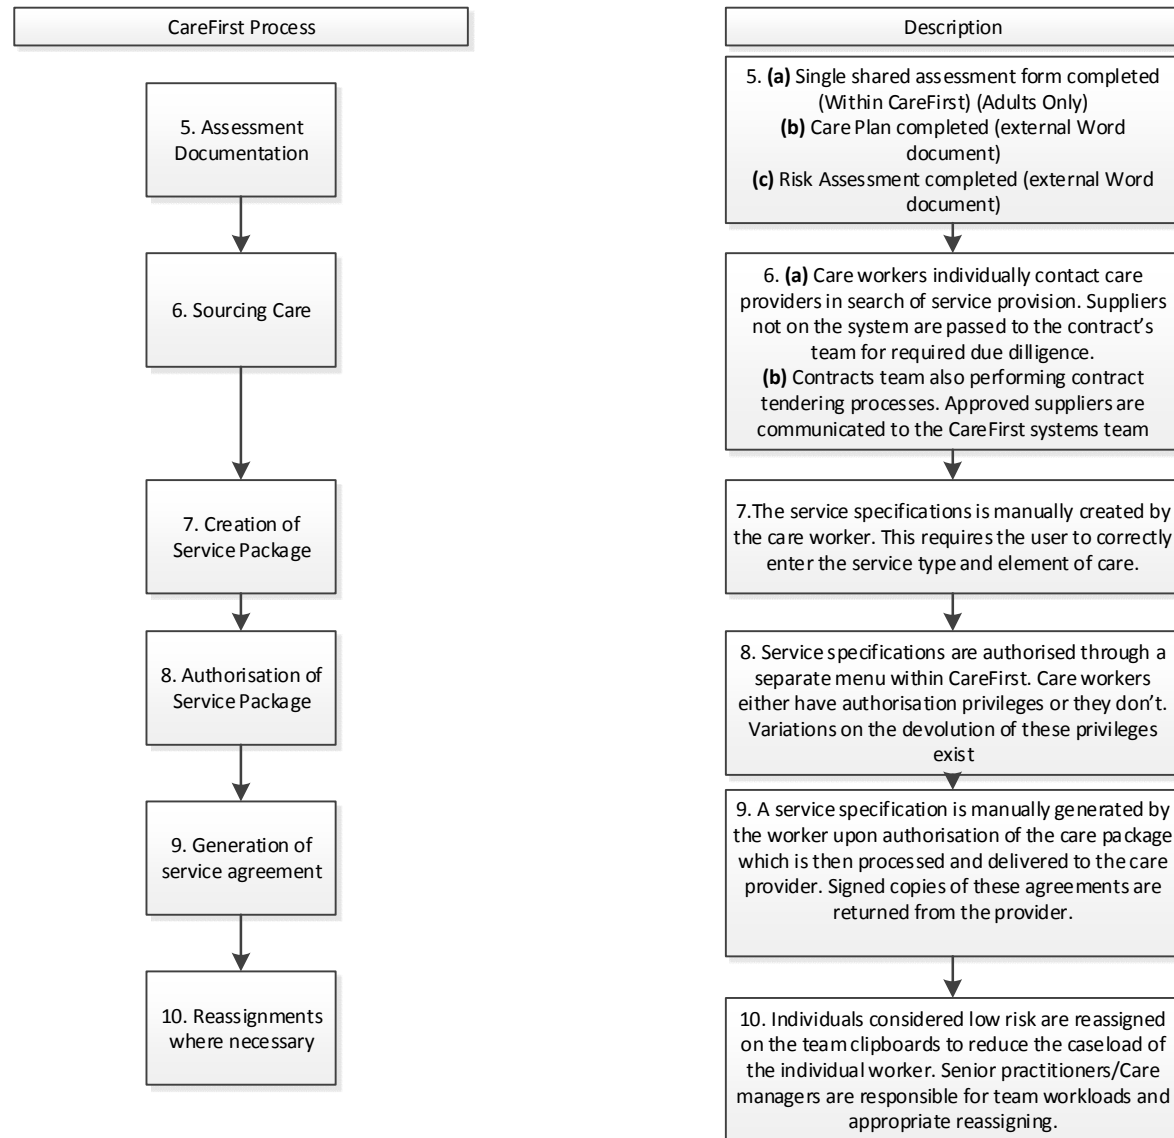 CareFirst Process
5. Assessment
Documentation
6. Sourcing Care
7. Creation of
Service Package
8. Authorisation of
Service Package
9. Generation of
service agreement
10. Reassignments
where necessary
Description
5. (a) Single shared assessment form completed
(Within CareFirst) (Adults Only)
(b) Care Plan completed (external Word
document)
(c) Risk Assessment completed (external Word
document)
6. (a) Care workers individually contact care
providers in search of service provision. Suppliers
not on the system are passed to the contract's
team for required due dilligence.
(b) Contracts team also performing contract
tendering processes. Approved suppliers are
communicated to the CareFirst systems team
7.The service specifications is manually created by
the care worker. This requires the user to correctly
enter the service type and element of care.
8. Service specifications are authorised through a
separate menu within CareFirst. Care workers
either have authorisation privileges or they don't.
Variations on the devolution of these privileges
exist
9. A service specification is manually generated by
the worker upon authorisation of the care package
which is then processed and delivered to the care
provider. Signed copies of these agreements are
returned from the provider.
10. Individuals considered low risk are reassigned
on the team clipboards to reduce the caseload of
the individual worker. Senior practitioners/Care
managers are responsible for team workloads and
appropriate reassigning.